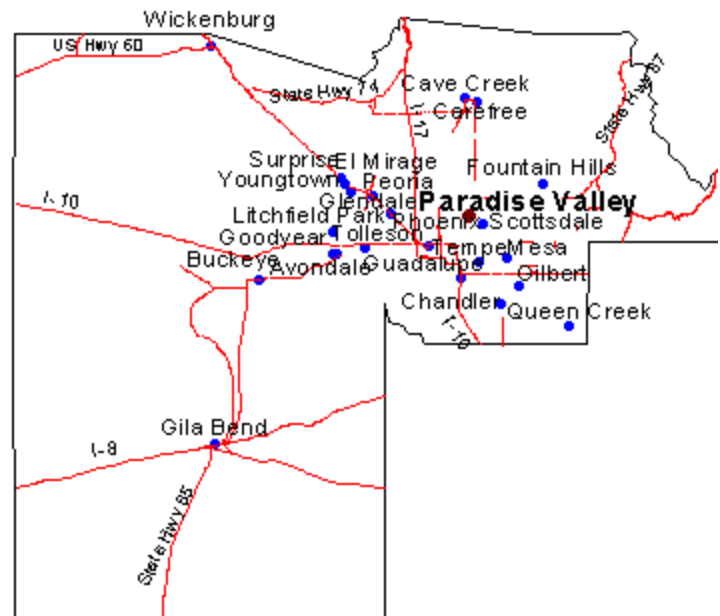 Wickenburg
US Hwy 60
State Hwy 74
I-17
Cave Creek
Carefree
State Hwy 87
Surprise
El Mirage
Youngtown
Peoria
Fountain Hills
Glendale
Paradise Valley
I-10
Litchfield Park
Phoenix
Scottsdale
Goodyear
Tolleson
Tempe
Mesa
Buckeye
Avondale
Guadalupe
Gilbert
Chandler
Queen Creek
I-10
Gila Bend
I-8
State Hwy 85